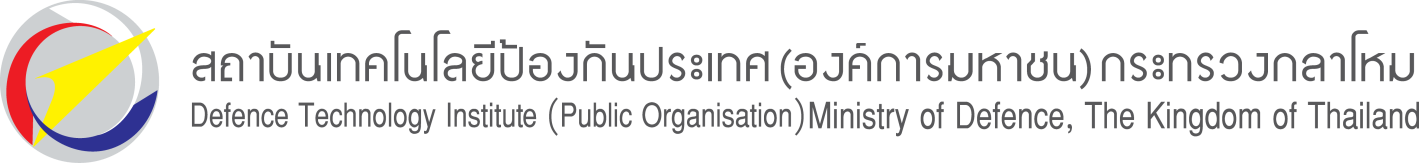 สถาบันเทคโนโลยีป้องกันประเทศ (องค์การมหาชน) กระทรวงกลาโหม
Defence Technology Institute (Public Organisation) Ministry of Defence, The Kingdom of Thailand